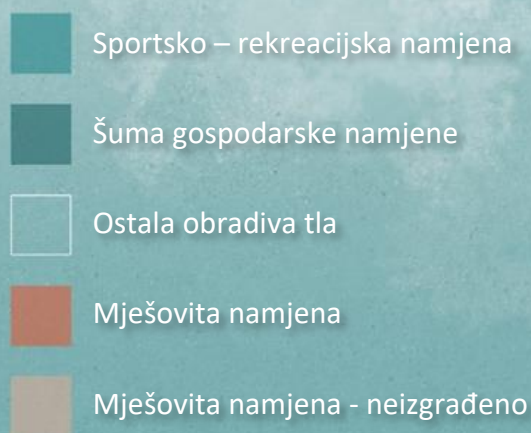 Sportsko – rekreacijska namjena
Šuma gospodarske namjene
Ostala obradiva tla
Mješovita namjena
Mješovita namjena - neizgrađeno